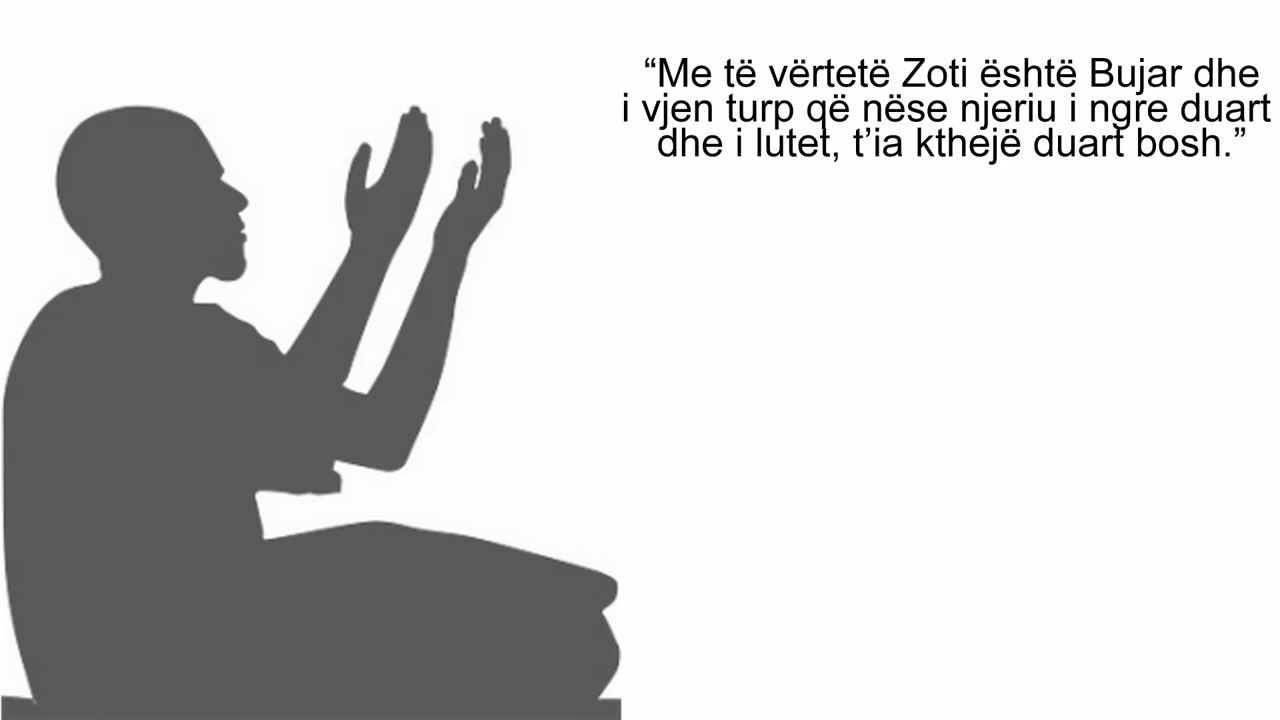 “Me të vërtetë Zoti është Bujar dhe
i vjen turp që nëse njeriu i ngre duart
dhe i lutet, t’ia kthejë duart bosh.”